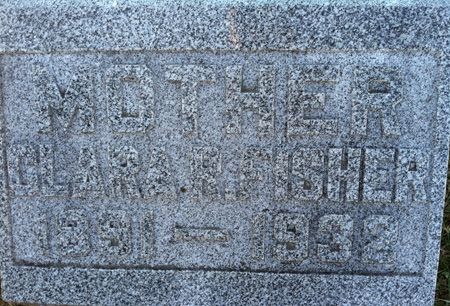 MOTHER
CLARA R. FISHER
1891 — 1932